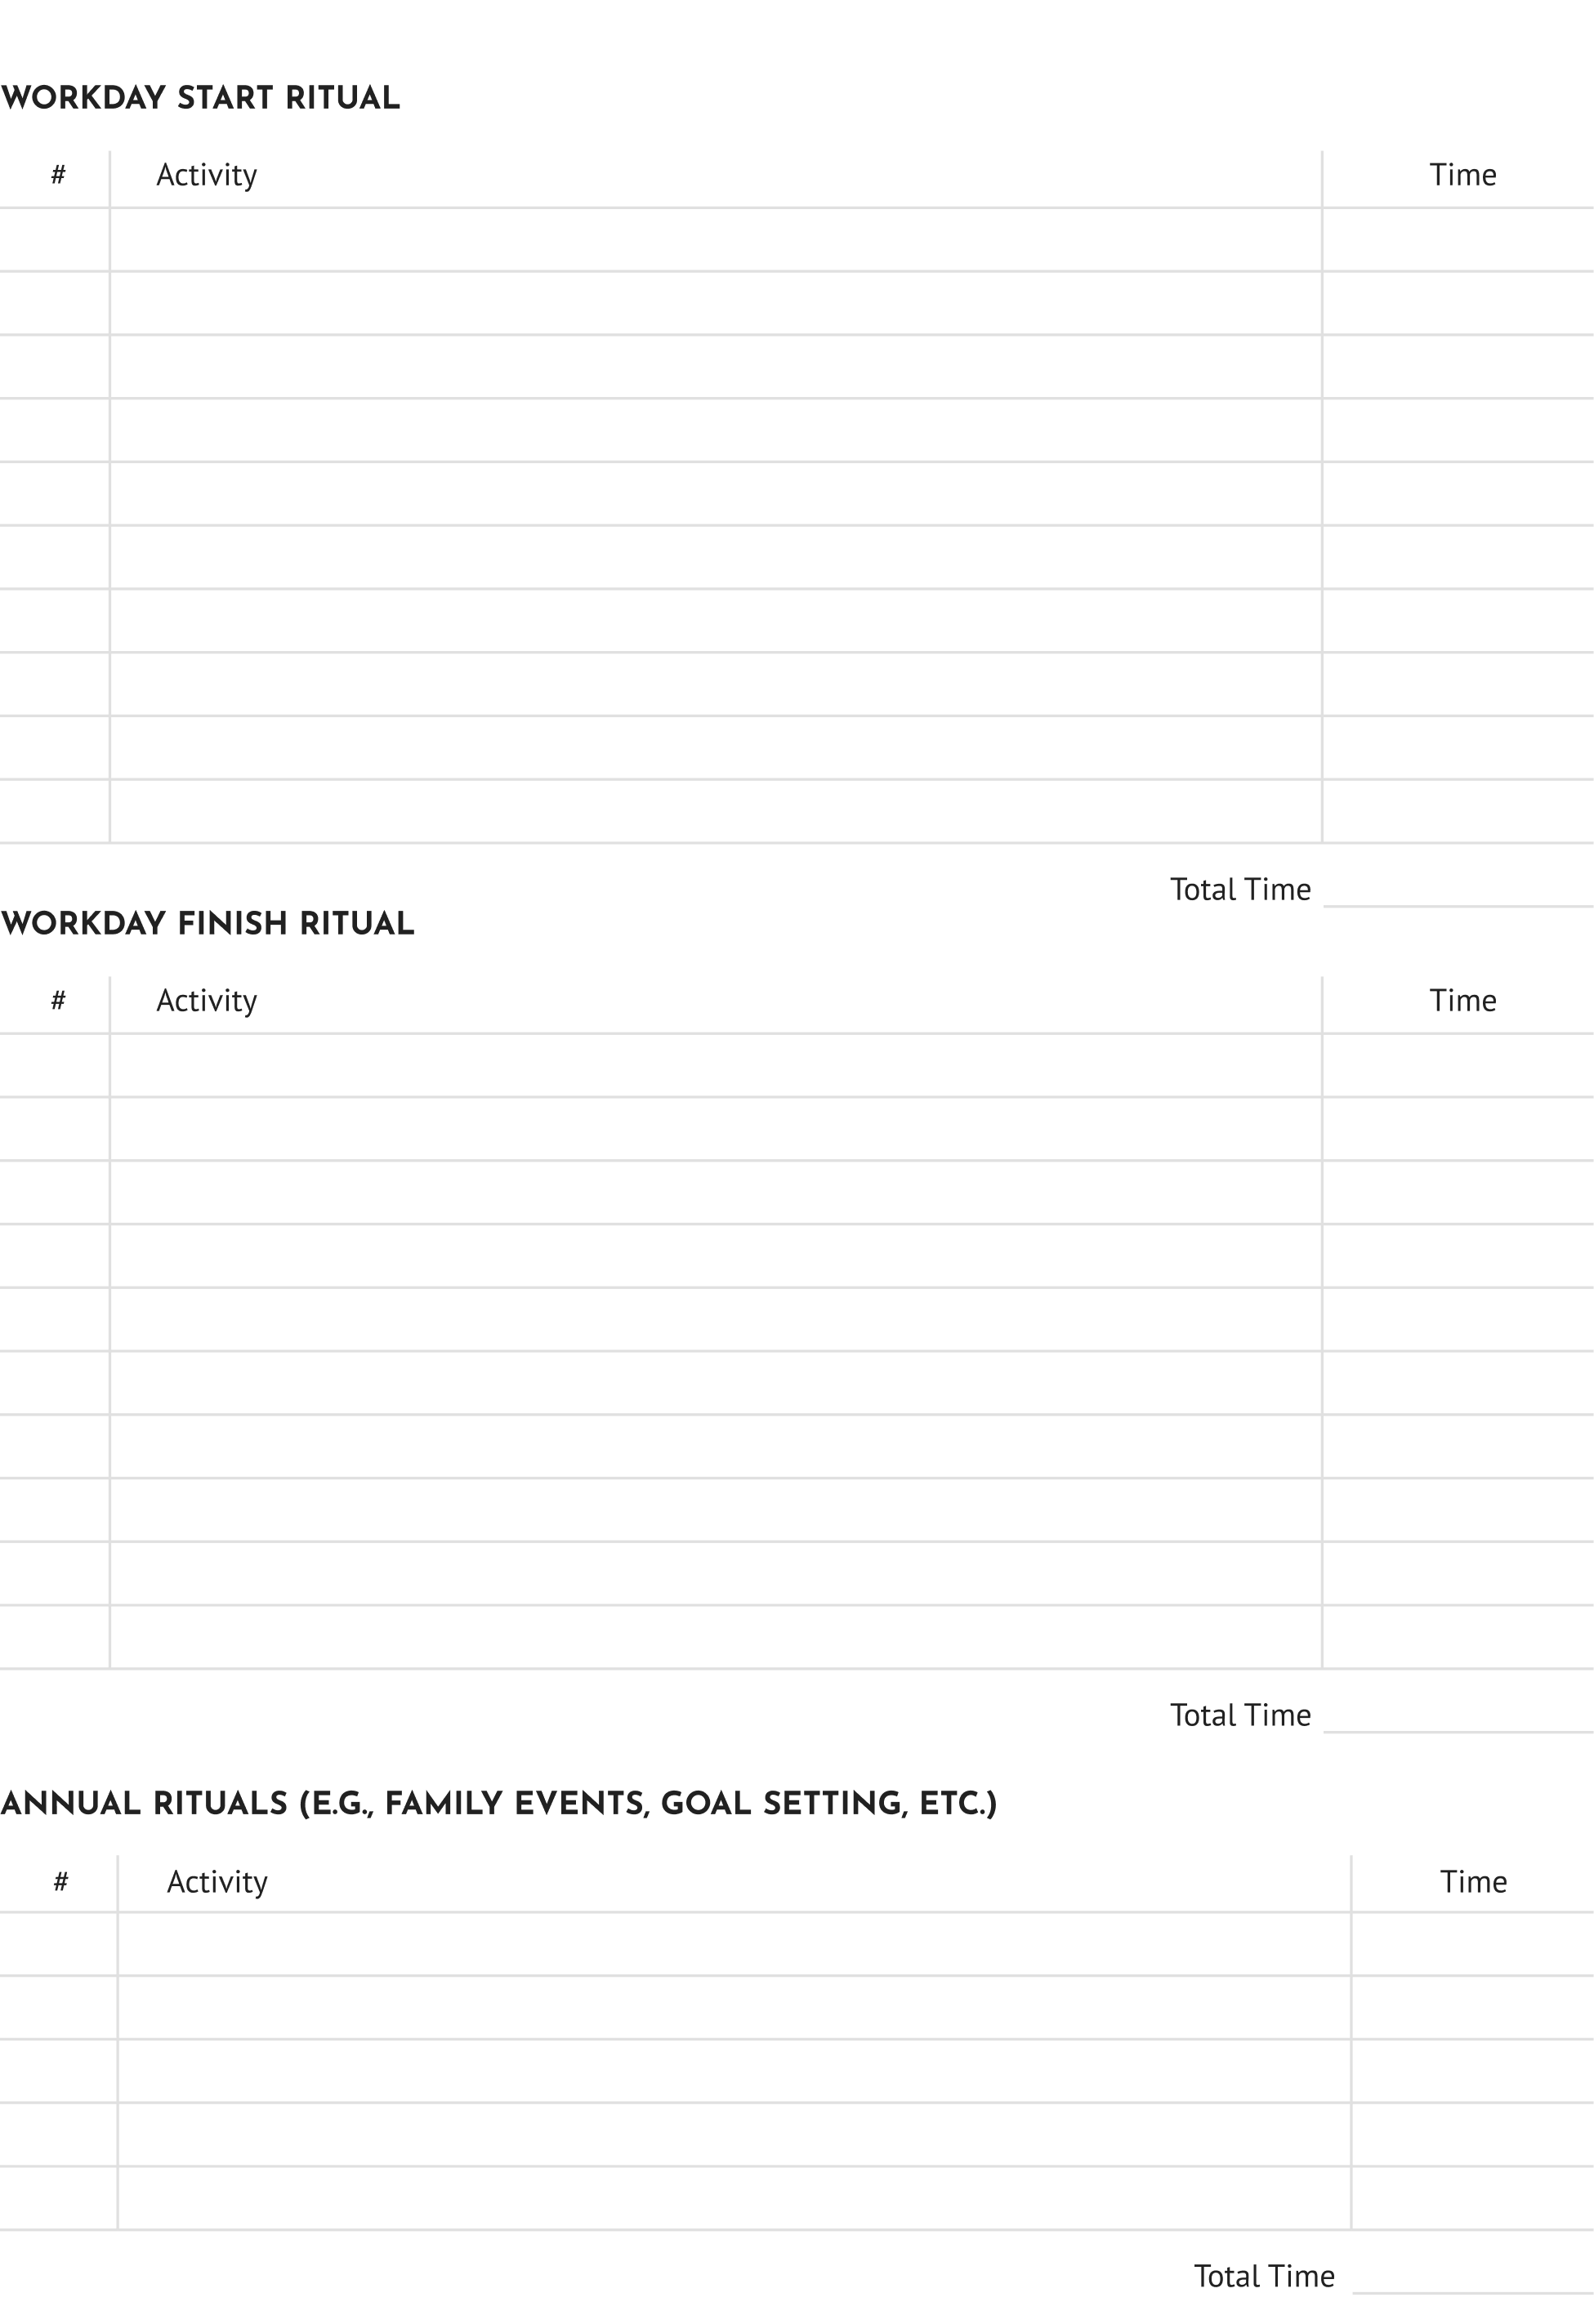 WORKDAY START RITUAL
# Activity Time
Total Time
WORKDAY FINISH RITUAL
# Activity Time
Total Time
ANNUAL RITUALS (E.G., FAMILY EVENTS, GOAL SETTING, ETC.)
# Activity Time
Total Time